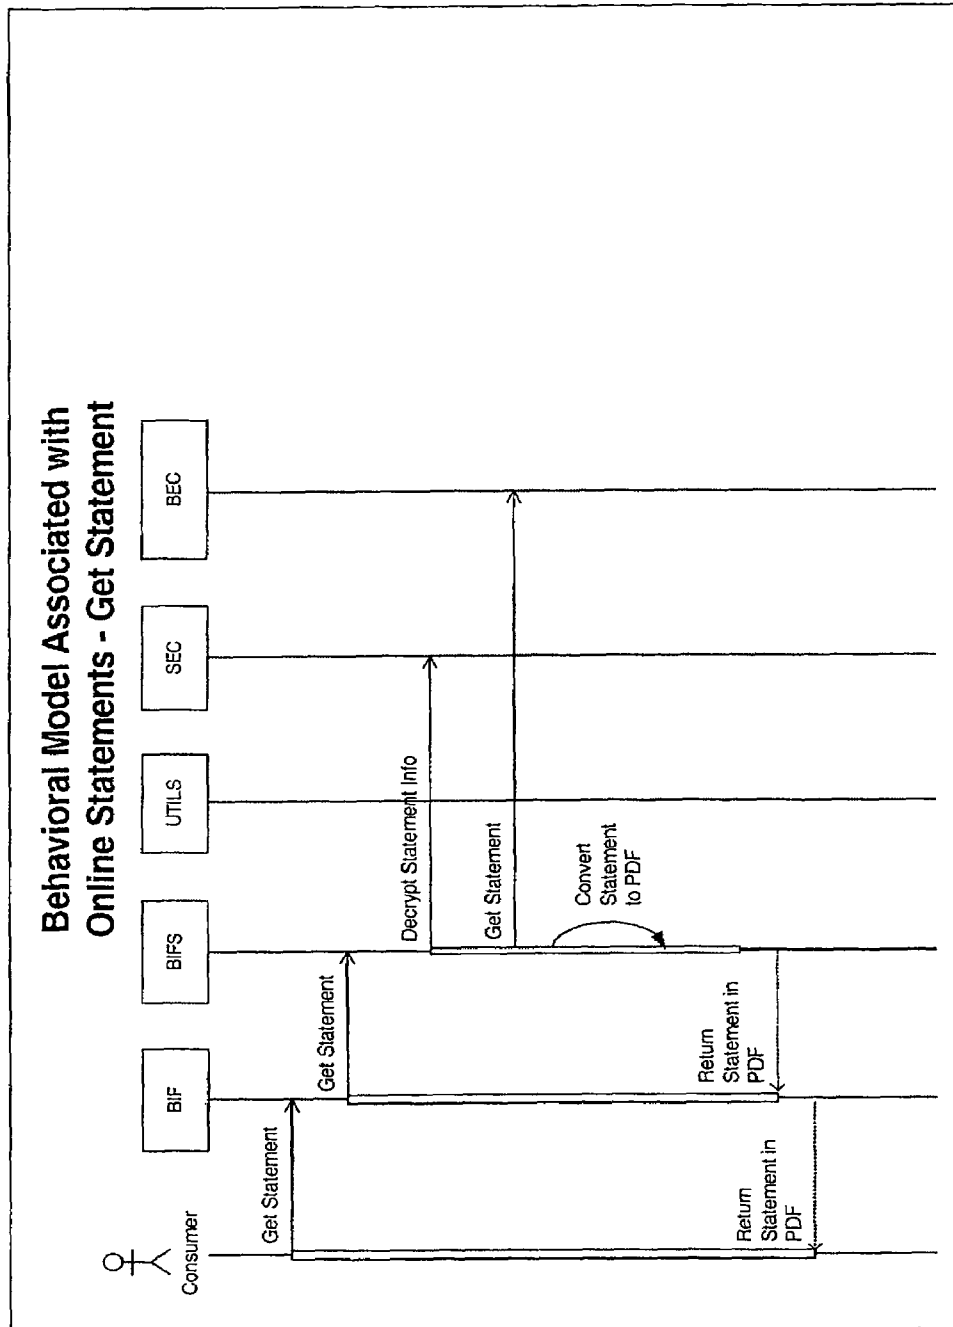 Behavioral Model Associated with
Online Statements - Get Statement
Consumer
BIF
BIFS
UTILS
SEC
BEC
Get Statement
Get Statement
Decrypt Statement Info
Get Statement
Convert
Statement
to PDF
Return
Statement in
PDF
Return
Statement in
PDF